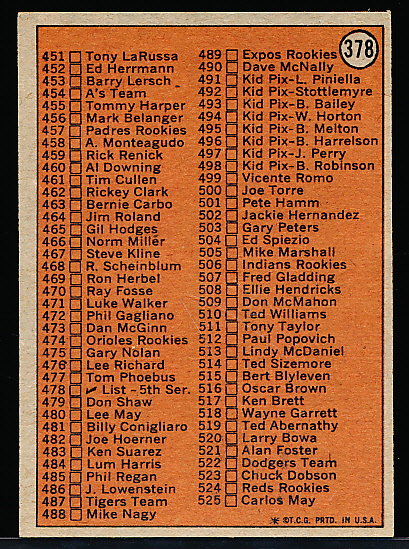 378
451 Tony LaRussa
452 Ed Herrmann
453 Barry Lersch
454 A's Team
455 Tommy Harper
456 Mark Belanger
457 Padres Rookies
458 A. Monteagudo
459 Rick Renick
460 Al Downing
461 Tim Cullen
462 Rickey Clark
463 Bernie Carbo
464 Jim Roland
465 Gil Hodges
466 Norm Miller
467 Steve Kline
468 R. Scheinblum
469 Ron Herbel
470 Ray Fosse
471 Luke Walker
472 Phil Gagliano
473 Dan McGinn
474 Orioles Rookies
475 Gary Nolan
476 Lee Richard
477 Tom Phoebus
478 ✓ List-5th Ser.
479 Don Shaw
480 Lee May
481 Billy Conigliaro
482 Joe Hoerner
483 Ken Suarez
484 Lum Harris
485 Phil Regan
486 J. Lowenstein
487 Tigers Team
488 Mike Nagy
489 Expos Rookies
490 Dave McNally
491 Kid Pix-L. Piniella
492 Kid Pix-Stottlemyre
493 Kid Pix-B. Bailey
494 Kid Pix-W. Horton
495 Kid Pix-B. Melton
496 Kid Pix-B. Harrelson
497 Kid Pix-J. Perry
498 Kid Pix-B. Robinson
499 Vicente Romo
500 Joe Torre
501 Pete Hamm
502 Jackie Hernandez
503 Gary Peters
504 Ed Spiezio
505 Mike Marshall
506 Indians Rookies
507 Fred Gladding
508 Ellie Hendricks
509 Don McMahon
510 Ted Williams
511 Tony Taylor
512 Paul Popovich
513 Lindy McDaniel
514 Ted Sizemore
515 Bert Blyleven
516 Oscar Brown
517 Ken Brett
518 Wayne Garrett
519 Ted Abernathy
520 Larry Bowa
521 Alan Foster
522 Dodgers Team
523 Chuck Dobson
524 Reds Rookies
525 Carlos May
* ©T.C.G. PRTD. IN U.S.A.